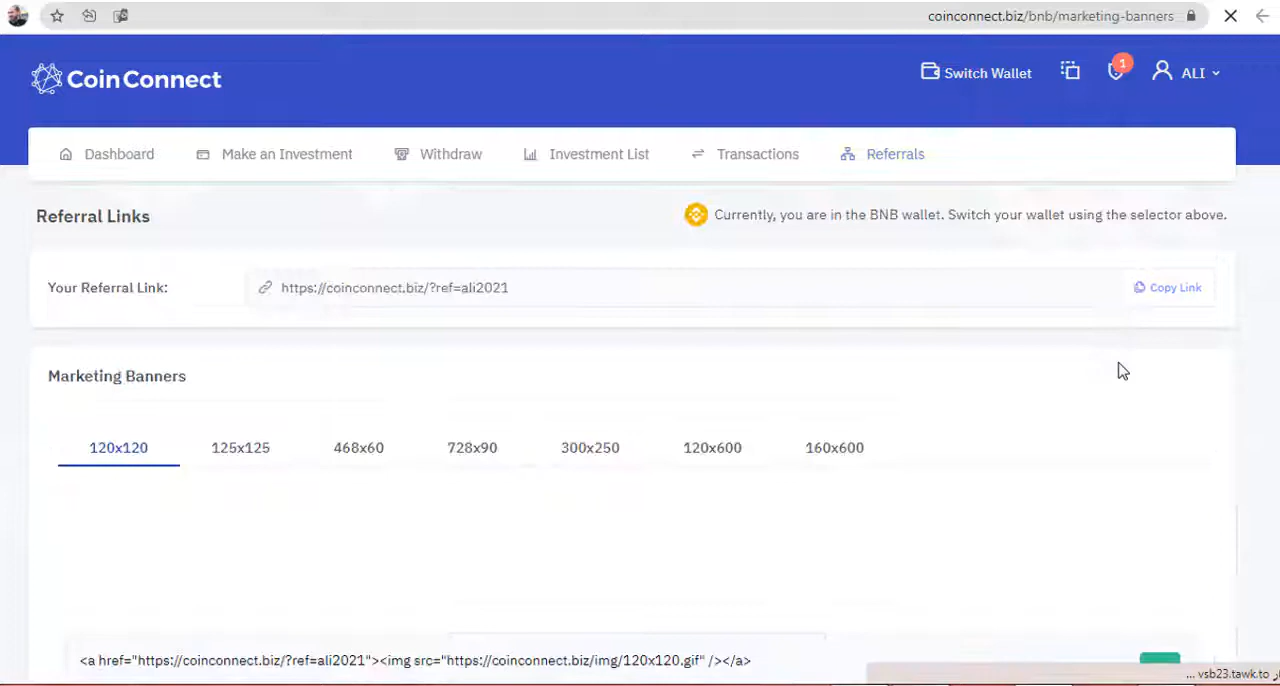 coinconnect.biz/bnb/marketing-banners
CoinConnect
Switch Wallet
1
ALI
Dashboard
Make an Investment
Withdraw
Investment List
Transactions
Referrals
Referral Links
Currently, you are in the BNB wallet. Switch your wallet using the selector above.
Your Referral Link:
https://coinconnect.biz/?ref=ali2021
Copy Link
Marketing Banners
120x120
125x125
468x60
728x90
300x250
120x600
160x600
<a href="https://coinconnect.biz/?ref=ali2021"><img src="https://coinconnect.biz/img/120x120.gif" /></a>
... vsb23.tawk.to